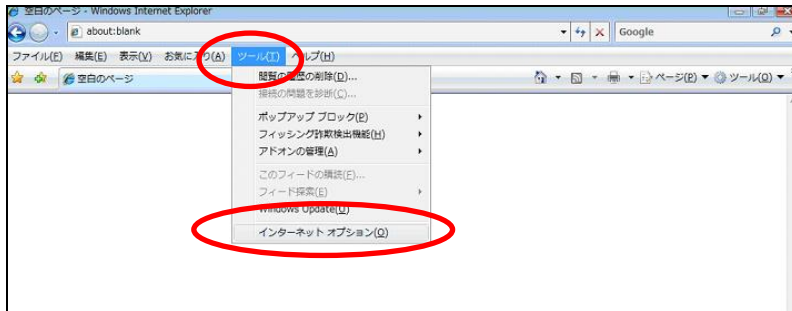 空白のページ - Windows Internet Explorer
about:blank
Google
ファイル(F) 編集(E) 表示(V) お気に入り(A) ツール(T) ヘルプ(H)
空白のページ
ページ(P) ツール(O)
閲覧の履歴の削除(D)...
接続の問題を診断(C)...
ポップアップ ブロック(P)
フィッシング詐欺検出機能(H)
アドオンの管理(A)
このフィードの購読(F)...
フィード探索(E)
Windows Update(U)
インターネット オプション(O)